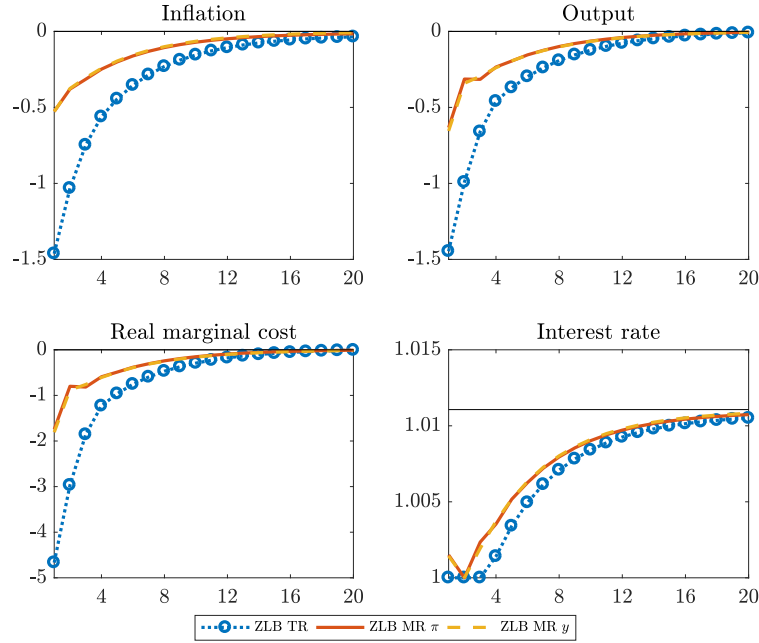 Inflation
Output
0
-0.5
-1
-1.5
4 8 12 16 20
0
-0.5
-1
-1.5
4 8 12 16 20
Real marginal cost
Interest rate
0
-1
-2
-3
-4
-5
4 8 12 16 20
1.015
1.01
1.005
1
4 8 12 16 20
ZLB TR ZLB MR π ZLB MR y